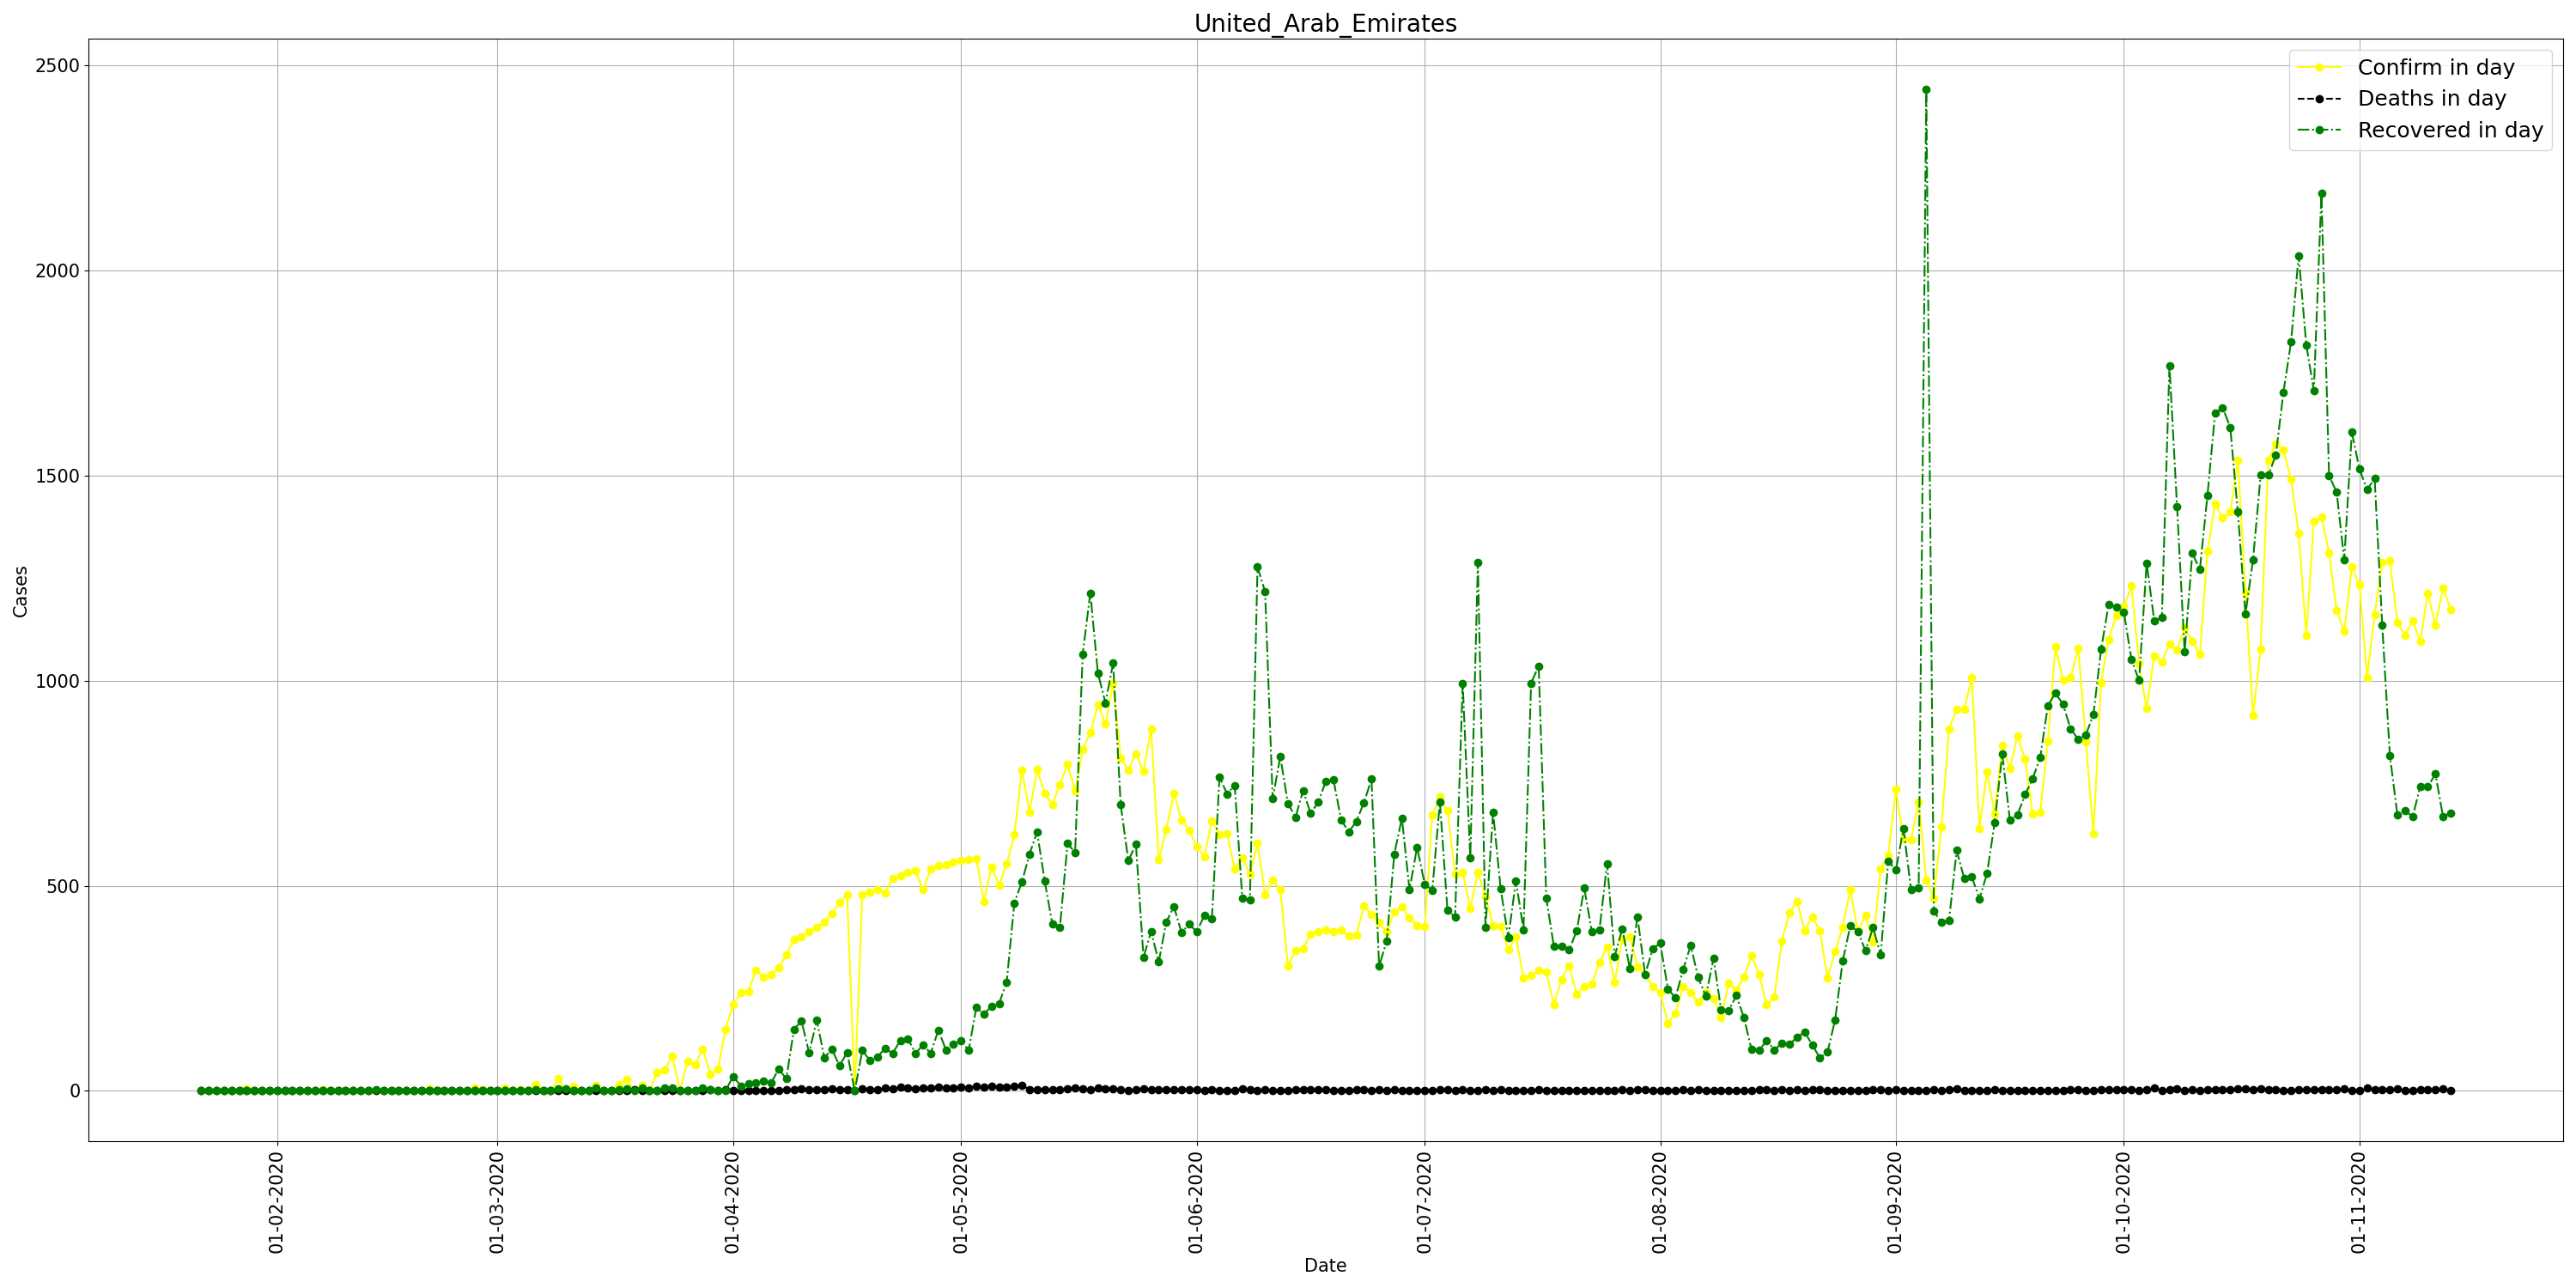 United_Arab_Emirates
Confirm in day
Deaths in day
Recovered in day
2500
2000
1500
1000
500
0
Cases
01-02-2020
01-03-2020
01-04-2020
01-05-2020
01-06-2020
01-07-2020
01-08-2020
01-09-2020
01-10-2020
01-11-2020
Date